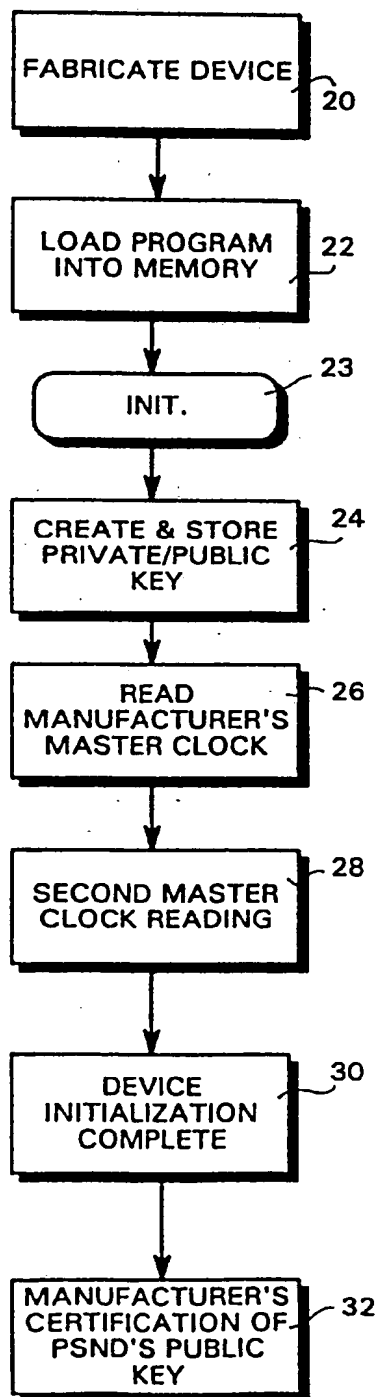 FABRICATE DEVICE
20
LOAD PROGRAM
INTO MEMORY
22
23
INIT.
24
CREATE & STORE
PRIVATE/PUBLIC
KEY
26
READ
MANUFACTURER'S
MASTER CLOCK
28
SECOND MASTER
CLOCK READING
30
DEVICE
INITIALIZATION
COMPLETE
MANUFACTURER'S
CERTIFICATION OF
PSND'S PUBLIC
KEY
32